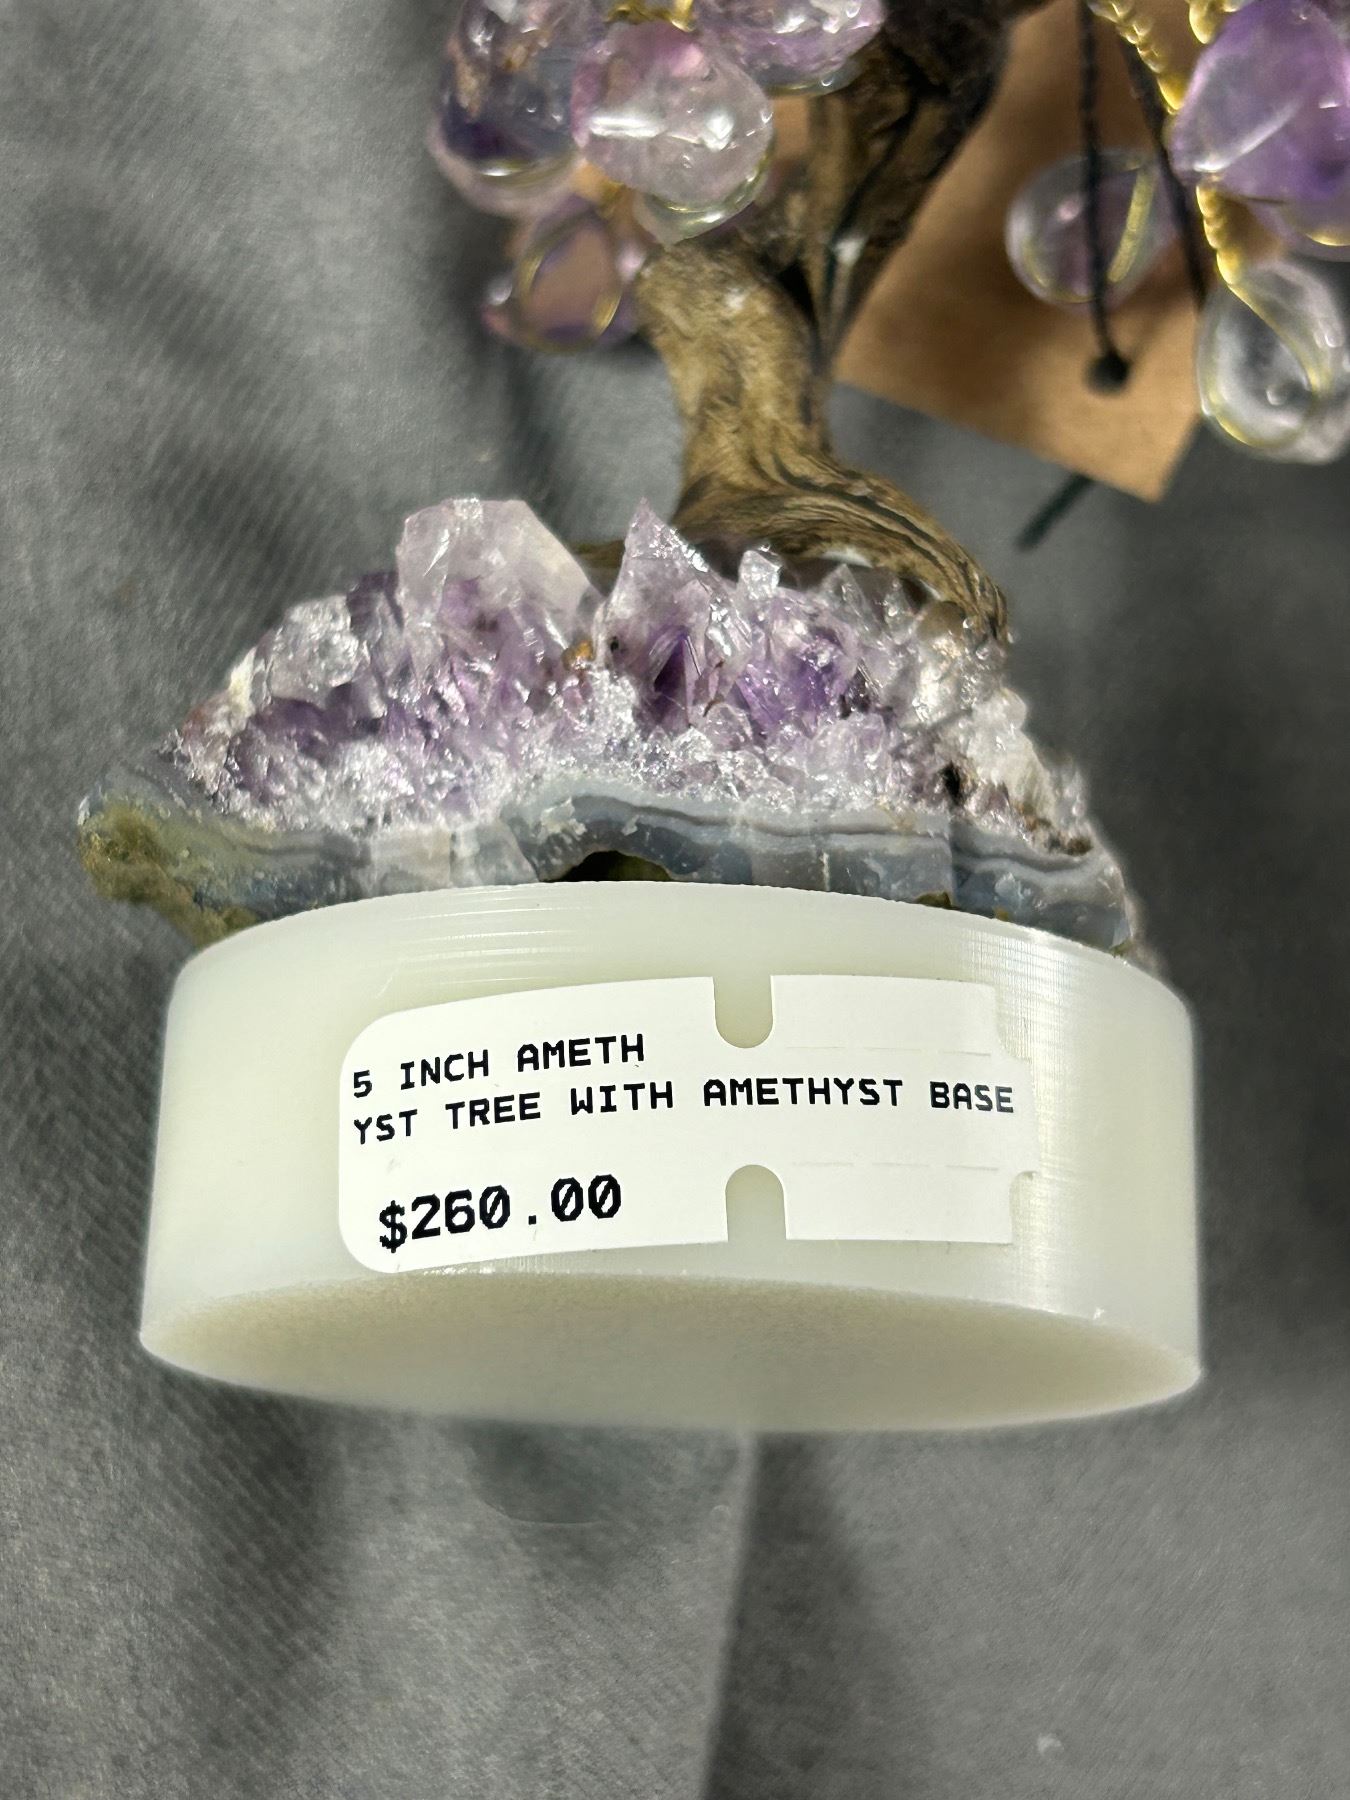 5 INCH AMETH
YST TREE WITH AMETHYST BASE
$260.00